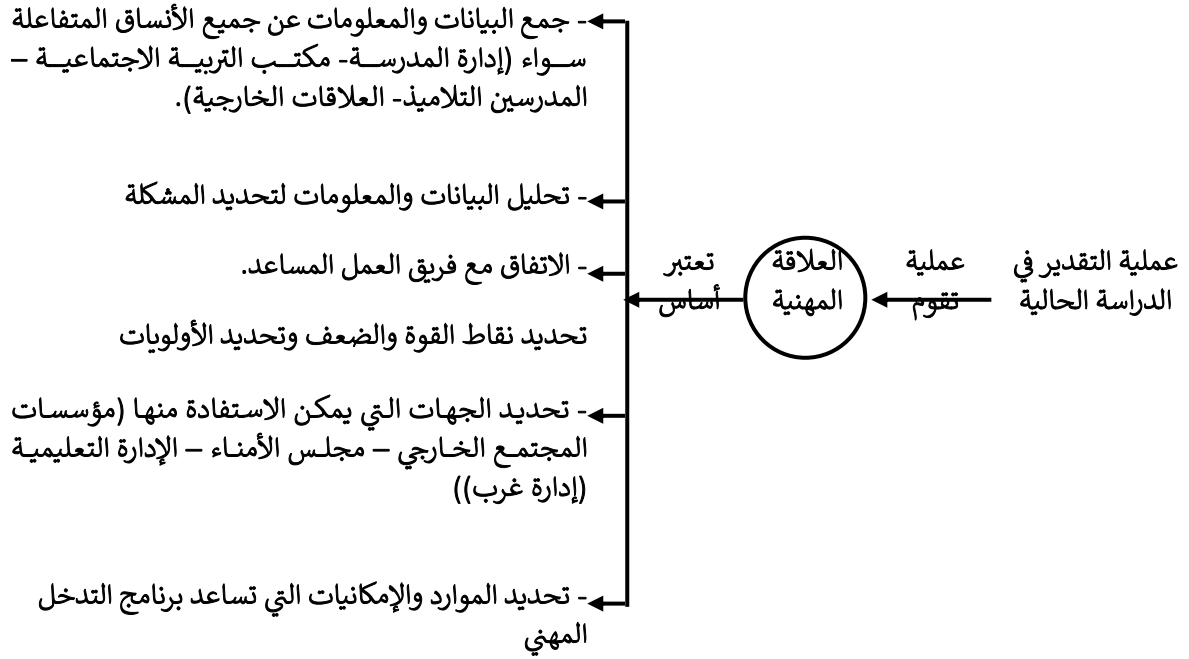 عملية التقدير في
الدراسة الحالية
عملية
تقوم
العلاقة
المهنية
تعتبر
أساس
- جمع البيانات والمعلومات عن جميع الأنساق المتفاعلة
سواء (إدارة المدرسة- مكتب التربية الاجتماعية –
المدرسين التلاميذ- العلاقات الخارجية).
- تحليل البيانات والمعلومات لتحديد المشكلة
- الاتفاق مع فريق العمل المساعد.
تحديد نقاط القوة والضعف وتحديد الأولويات
- تحديد الجهات التي يمكن الاستفادة منها (مؤسسات
المجتمع الخارجي – مجلس الأمناء – الإدارة التعليمية
(إدارة غرب))
- تحديد الموارد والإمكانيات التي تساعد برنامج التدخل
المهني